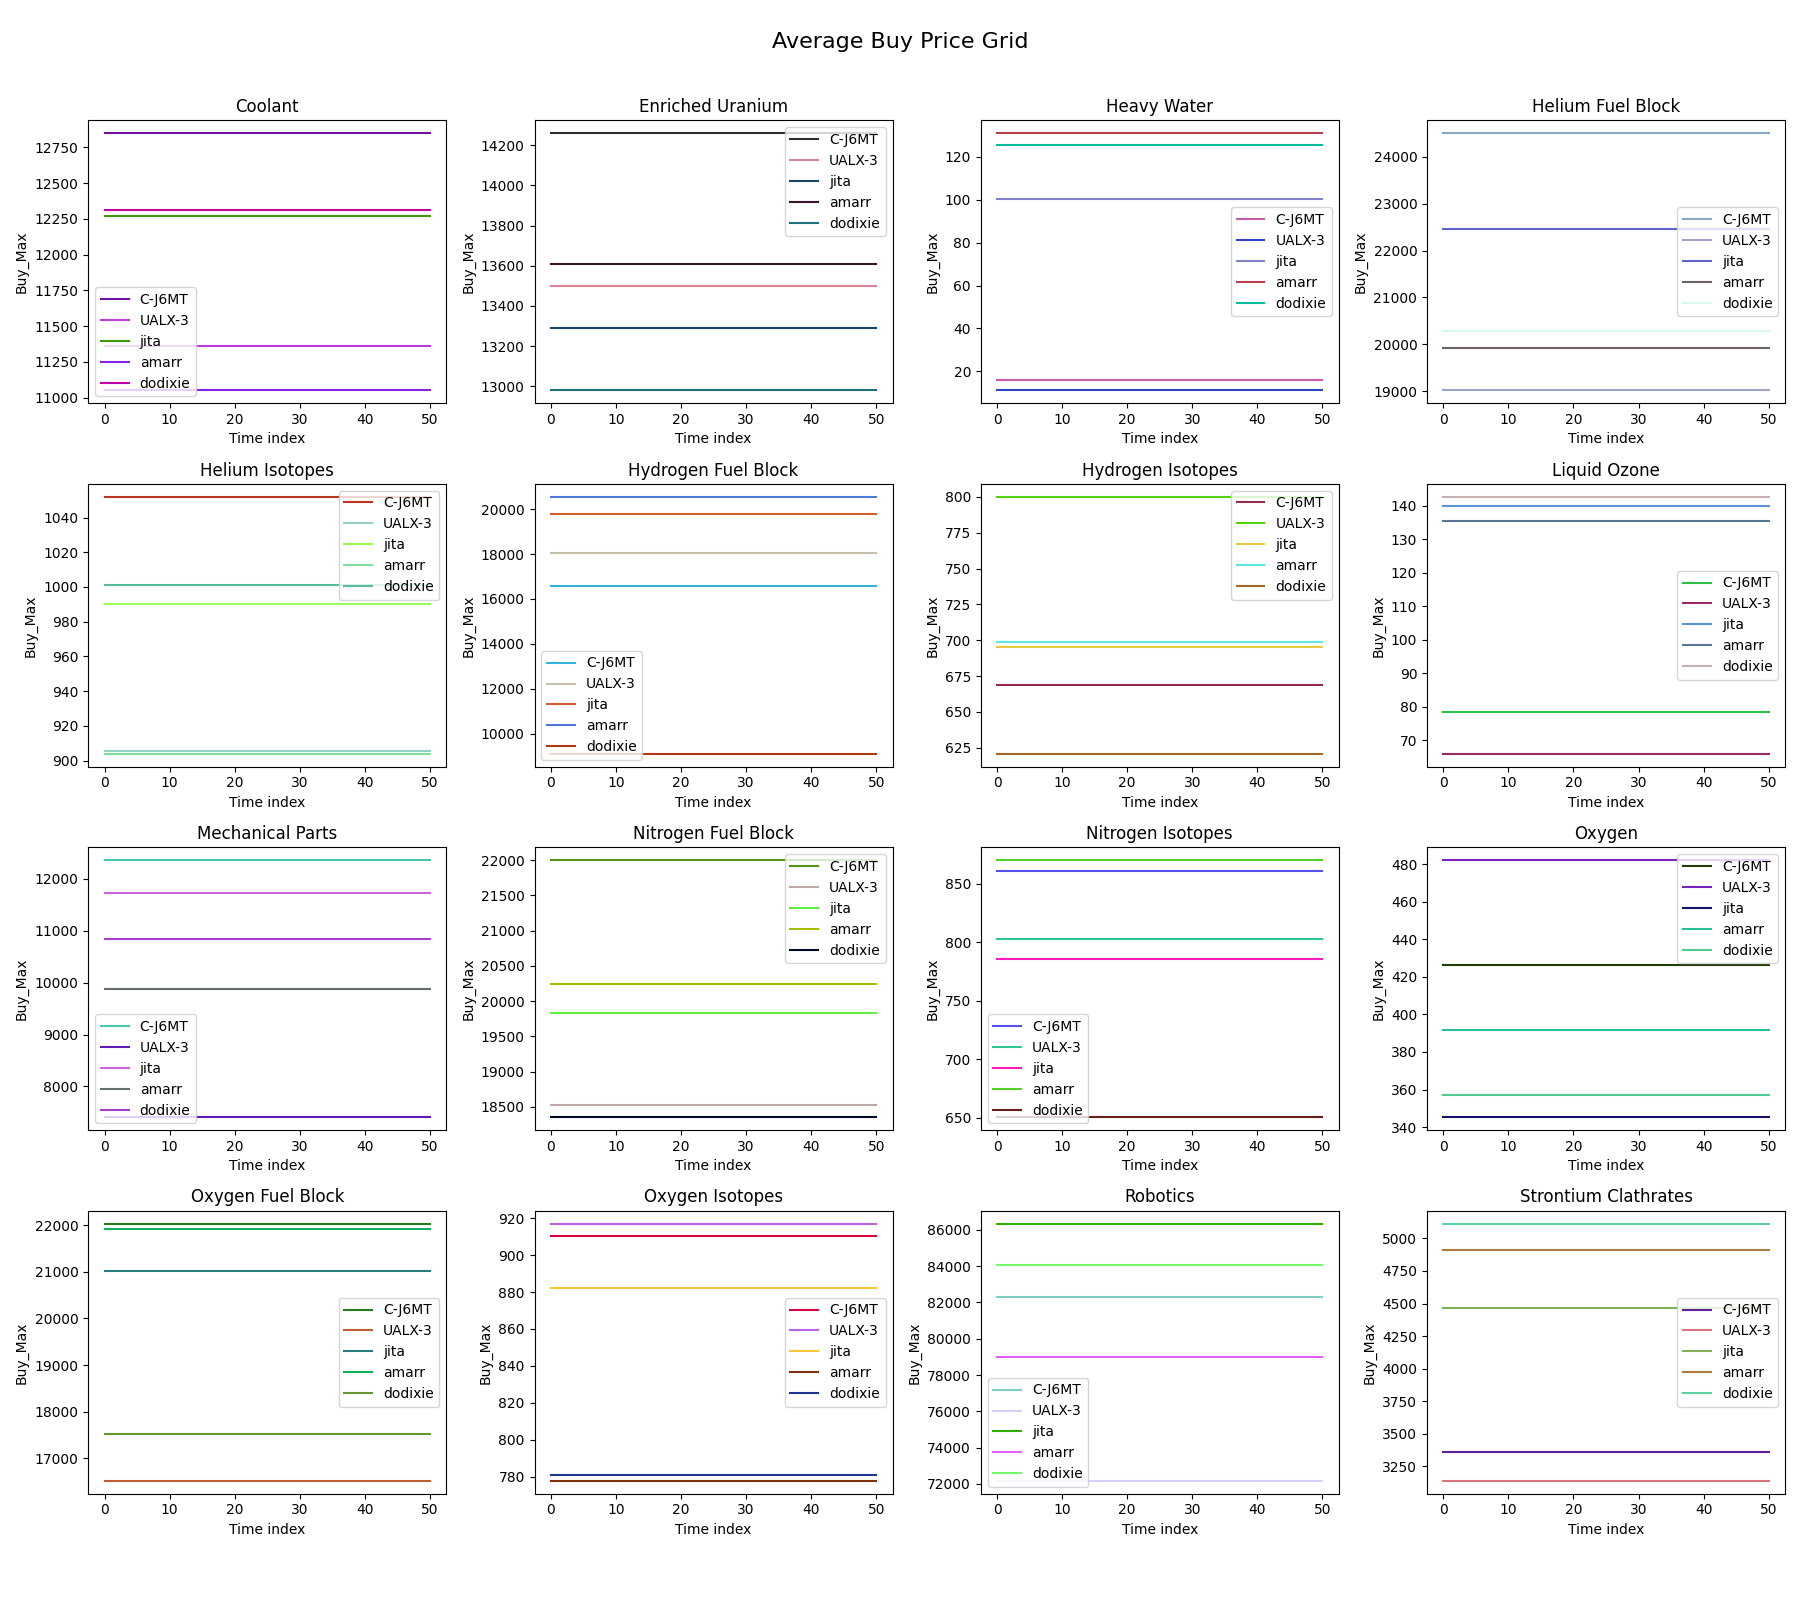 Average Buy Price Grid
Coolant
Buy_Max
12750
12500
12250
12000
11750
11500
11250
11000
C-J6MT
UALX-3
jita
amarr
dodixie
0 10 20 30 40 50
Time index
Enriched Uranium
Buy_Max
14200
14000
13800
13600
13400
13200
13000
C-J6MT
UALX-3
jita
amarr
dodixie
0 10 20 30 40 50
Time index
Heavy Water
Buy_Max
120
100
80
60
40
20
C-J6MT
UALX-3
jita
amarr
dodixie
0 10 20 30 40 50
Time index
Helium Fuel Block
Buy_Max
24000
23000
22000
21000
20000
19000
C-J6MT
UALX-3
jita
amarr
dodixie
0 10 20 30 40 50
Time index
Helium Isotopes
Buy_Max
1040
1020
1000
980
960
940
920
900
C-J6MT
UALX-3
jita
amarr
dodixie
0 10 20 30 40 50
Time index
Hydrogen Fuel Block
Buy_Max
20000
18000
16000
14000
12000
10000
C-J6MT
UALX-3
jita
amarr
dodixie
0 10 20 30 40 50
Time index
Hydrogen Isotopes
Buy_Max
800
775
750
725
700
675
650
625
C-J6MT
UALX-3
jita
amarr
dodixie
0 10 20 30 40 50
Time index
Liquid Ozone
Buy_Max
140
130
120
110
100
90
80
70
C-J6MT
UALX-3
jita
amarr
dodixie
0 10 20 30 40 50
Time index
Mechanical Parts
Buy_Max
12000
11000
10000
9000
8000
C-J6MT
UALX-3
jita
amarr
dodixie
0 10 20 30 40 50
Time index
Nitrogen Fuel Block
Buy_Max
22000
21500
21000
20500
20000
19500
19000
18500
C-J6MT
UALX-3
jita
amarr
dodixie
0 10 20 30 40 50
Time index
Nitrogen Isotopes
Buy_Max
850
800
750
700
650
C-J6MT
UALX-3
jita
amarr
dodixie
0 10 20 30 40 50
Time index
Oxygen
Buy_Max
480
460
440
420
400
380
360
340
C-J6MT
UALX-3
jita
amarr
dodixie
0 10 20 30 40 50
Time index
Oxygen Fuel Block
Buy_Max
22000
21000
20000
19000
18000
17000
C-J6MT
UALX-3
jita
amarr
dodixie
0 10 20 30 40 50
Time index
Oxygen Isotopes
Buy_Max
920
900
880
860
840
820
800
780
C-J6MT
UALX-3
jita
amarr
dodixie
0 10 20 30 40 50
Time index
Robotics
Buy_Max
86000
84000
82000
80000
78000
76000
74000
72000
C-J6MT
UALX-3
jita
amarr
dodixie
0 10 20 30 40 50
Time index
Strontium Clathrates
Buy_Max
5000
4750
4500
4250
4000
3750
3500
3250
C-J6MT
UALX-3
jita
amarr
dodixie
0 10 20 30 40 50
Time index